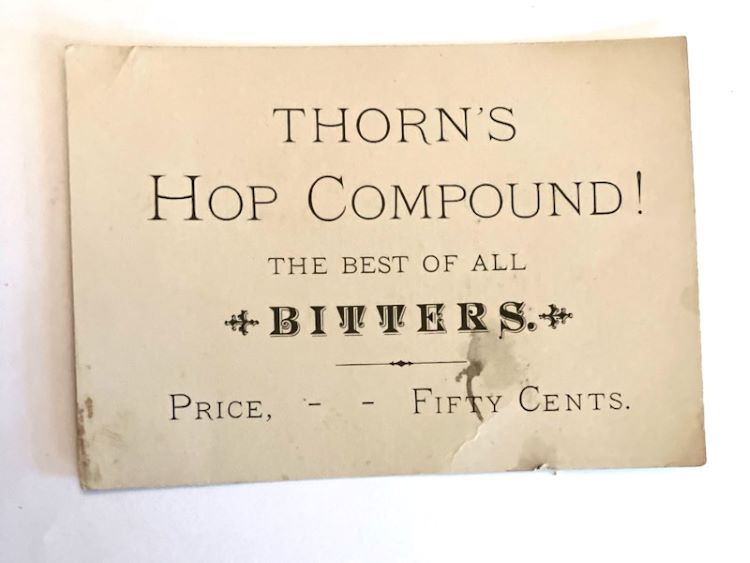 THORN'S
HOP COMPOUND!
THE BEST OF ALL
BITTERS.
PRICE, - - FIFTY CENTS.